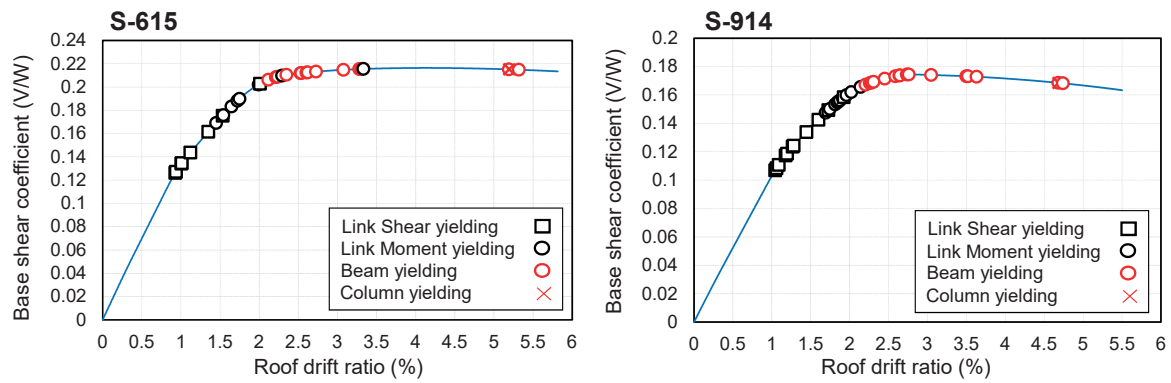 S-615
Base shear coefficient (V/W)
0.24
0.22
0.2
0.18
0.16
0.14
0.12
0.1
0.08
0.06
0.04
0.02
0
0 0.5 1 1.5 2 2.5 3 3.5 4 4.5 5 5.5 6
Roof drift ratio (%)
Link Shear yielding
Link Moment yielding
Beam yielding
Column yielding
S-914
Base shear coefficient (V/W)
0.2
0.18
0.16
0.14
0.12
0.1
0.08
0.06
0.04
0.02
0
0 0.5 1 1.5 2 2.5 3 3.5 4 4.5 5 5.5 6
Roof drift ratio (%)
Link Shear yielding
Link Moment yielding
Beam yielding
Column yielding